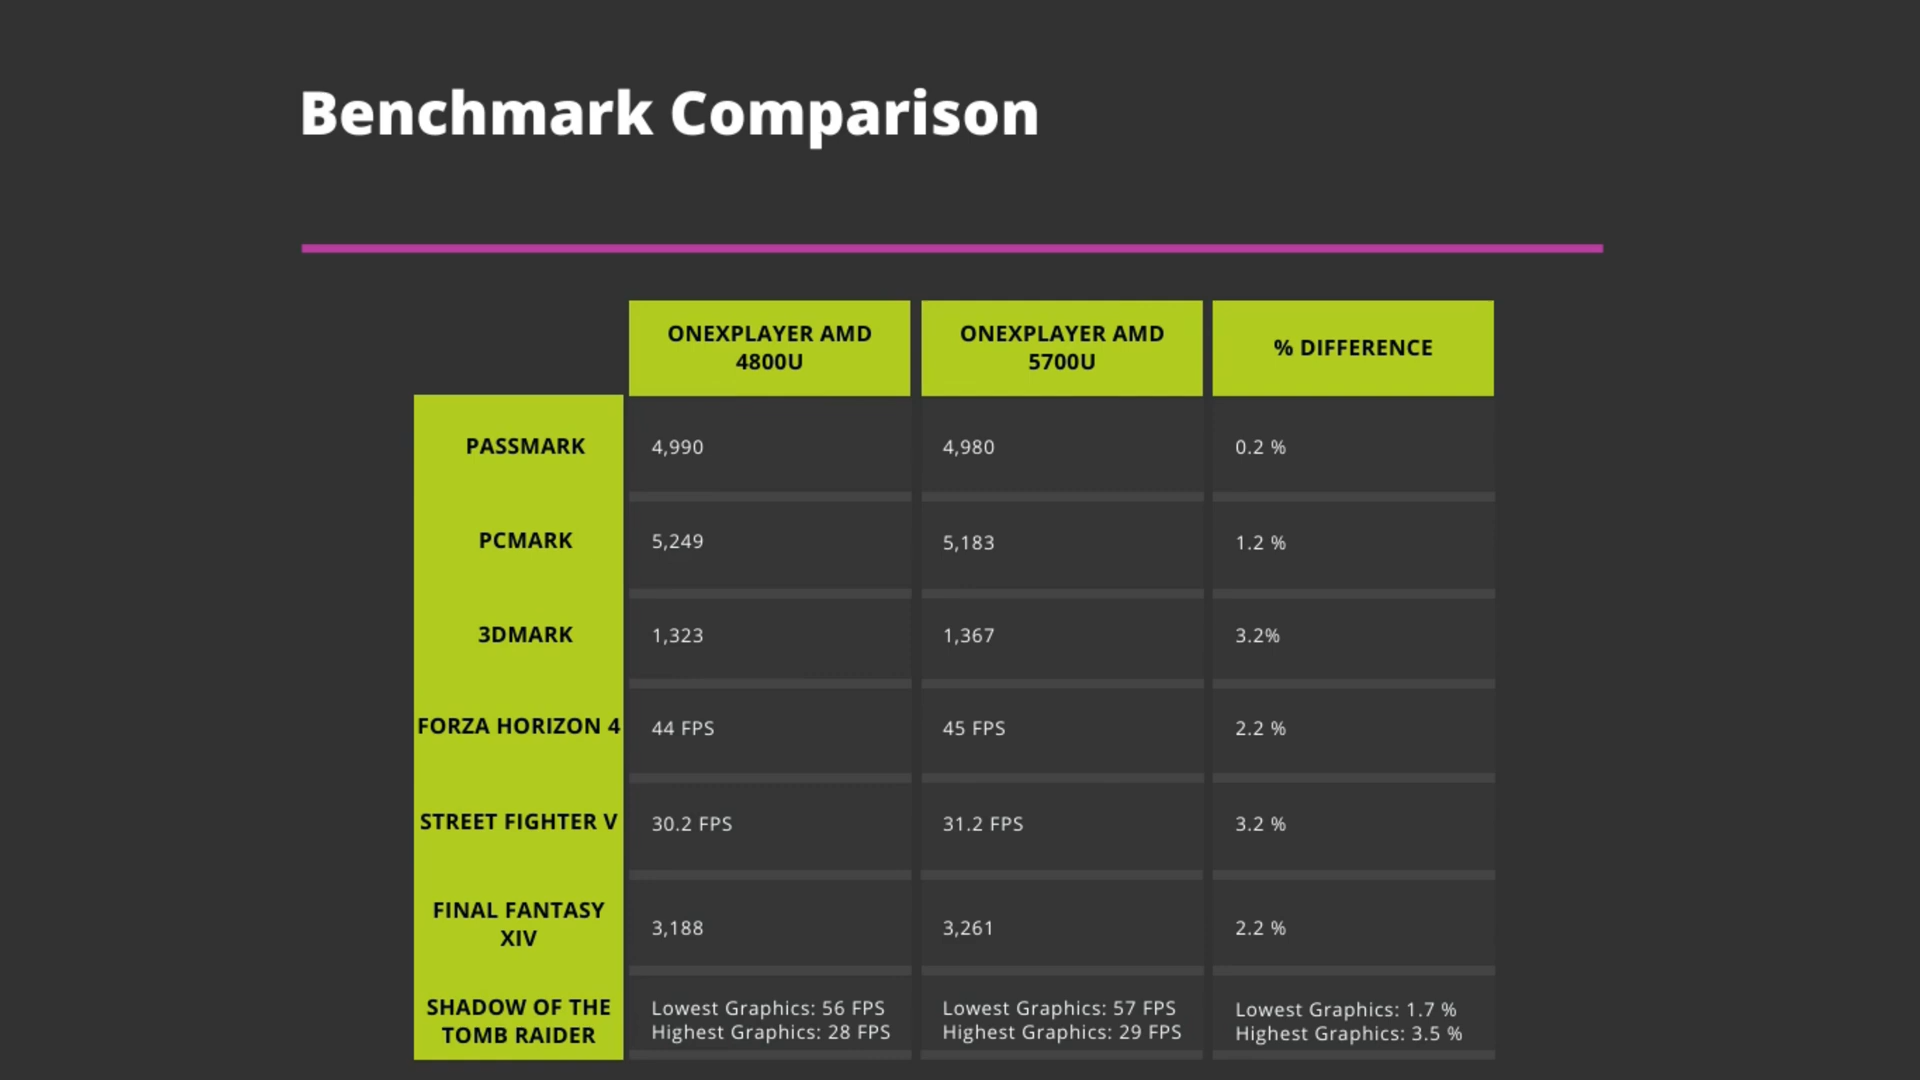 Benchmark Comparison
ONEXPLAYER AMD
4800U
ONEXPLAYER AMD
5700U
% DIFFERENCE
PASSMARK
4,990
4,980
0.2 %
PCMARK
5,249
5,183
1.2 %
3DMARK
1,323
1,367
3.2%
FORZA HORIZON 4
44 FPS
45 FPS
2.2 %
STREET FIGHTER V
30.2 FPS
31.2 FPS
3.2 %
FINAL FANTASY
XIV
3,188
3,261
2.2 %
SHADOW OF THE
TOMB RAIDER
Lowest Graphics: 56 FPS
Highest Graphics: 28 FPS
Lowest Graphics: 57 FPS
Highest Graphics: 29 FPS
Lowest Graphics: 1.7 %
Highest Graphics: 3.5 %